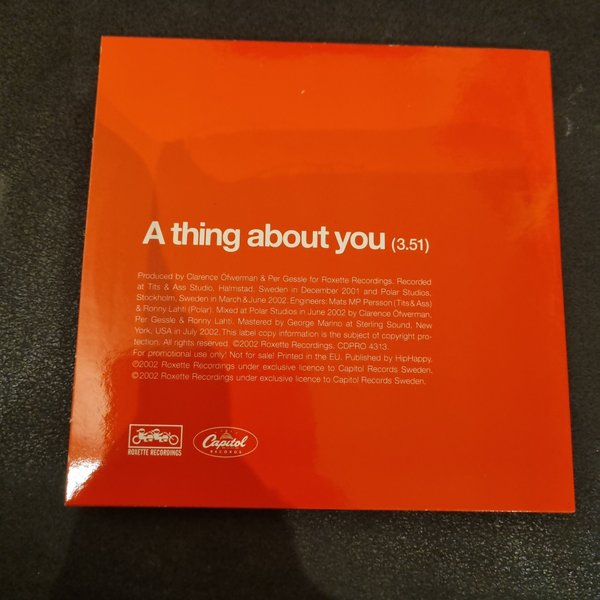 A thing about you (3.51)
Produced by Clarence Öfwerman & Per Gessle for Roxette Recordings. Recorded
at Tits & Ass Studio, Halmstad, Sweden in December 2001 and Polar Studios,
Stockholm, Sweden in March & June 2002. Engineers: Mats MP Persson (Tits & Ass)
& Ronny Lahti (Polar). Mixed at Polar Studios in June 2002 by Clarence Öfwerman,
Per Gessle & Ronny Lahti. Mastered by George Marino at Sterling Sound, New
York, USA in July 2002. This label copy information is the subject of copyright pro-
tection. All rights reserved. ©2002 Roxette Recordings. CDPRO 4313.
For promotional use only! Not for sale! Printed in the EU. Published by HipHappy.
℗2002 Roxette Recordings under exclusive licence to Capitol Records Sweden.
©2002 Roxette Recordings under exclusive licence to Capitol Records Sweden.
ROXETTE RECORDINGS
Capitol
RECORDS